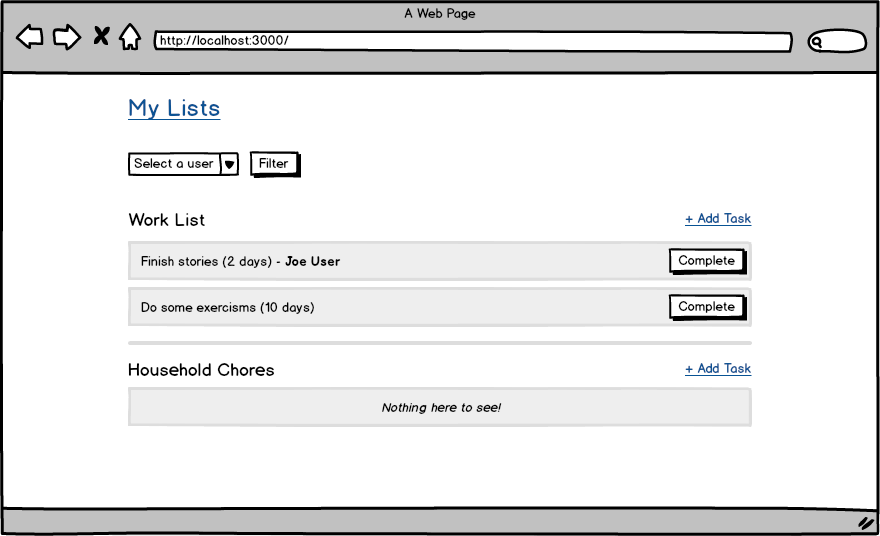 A Web Page
http://localhost:3000/
My Lists
Select a user Filter
Work List + Add Task
Finish stories (2 days) - Joe User Complete
Do some exercisms (10 days) Complete
Household Chores + Add Task
Nothing here to see!